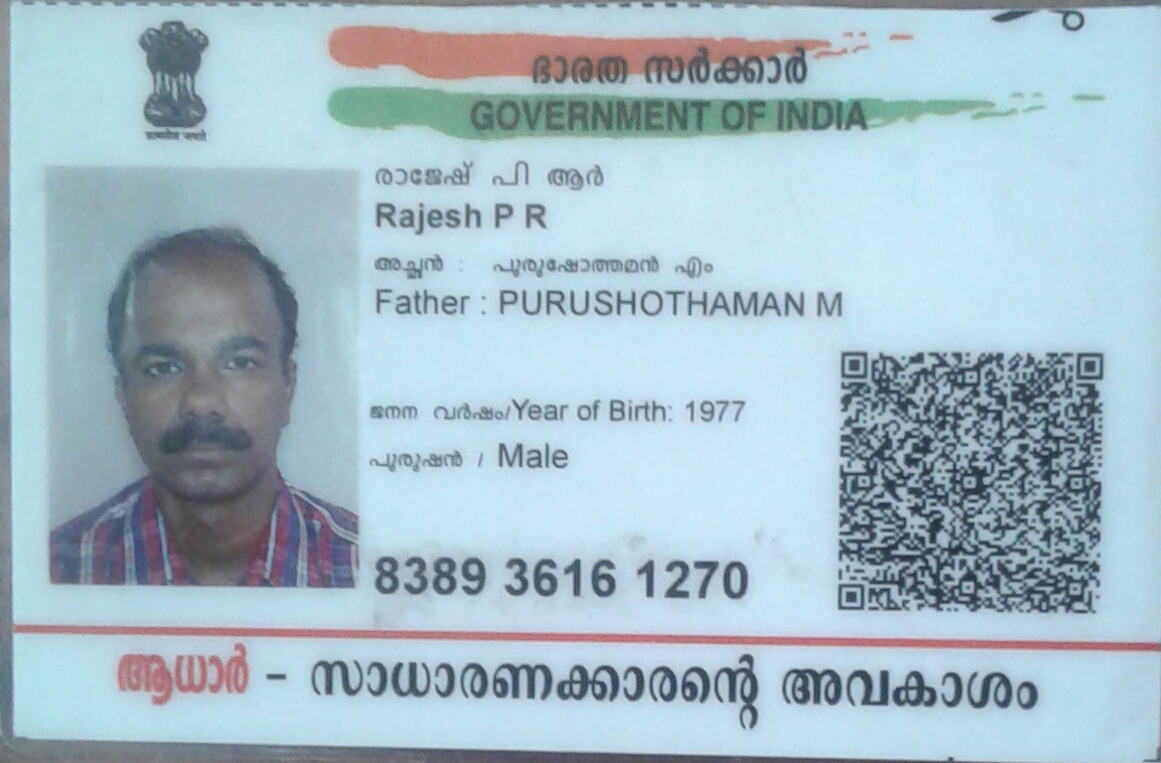 सत्यमेव जयते
ഭാരത സർക്കാർ
GOVERNMENT OF INDIA
രാജേഷ് പി ആർ
Rajesh P R
അച്ഛൻ : പുരുഷോത്തമൻ എം
Father : PURUSHOTHAMAN M
ജനന വർഷം/Year of Birth: 1977
പുരുഷൻ / Male
8389 3616 1270
ആധാർ - സാധാരണക്കാരന്റെ അവകാശം